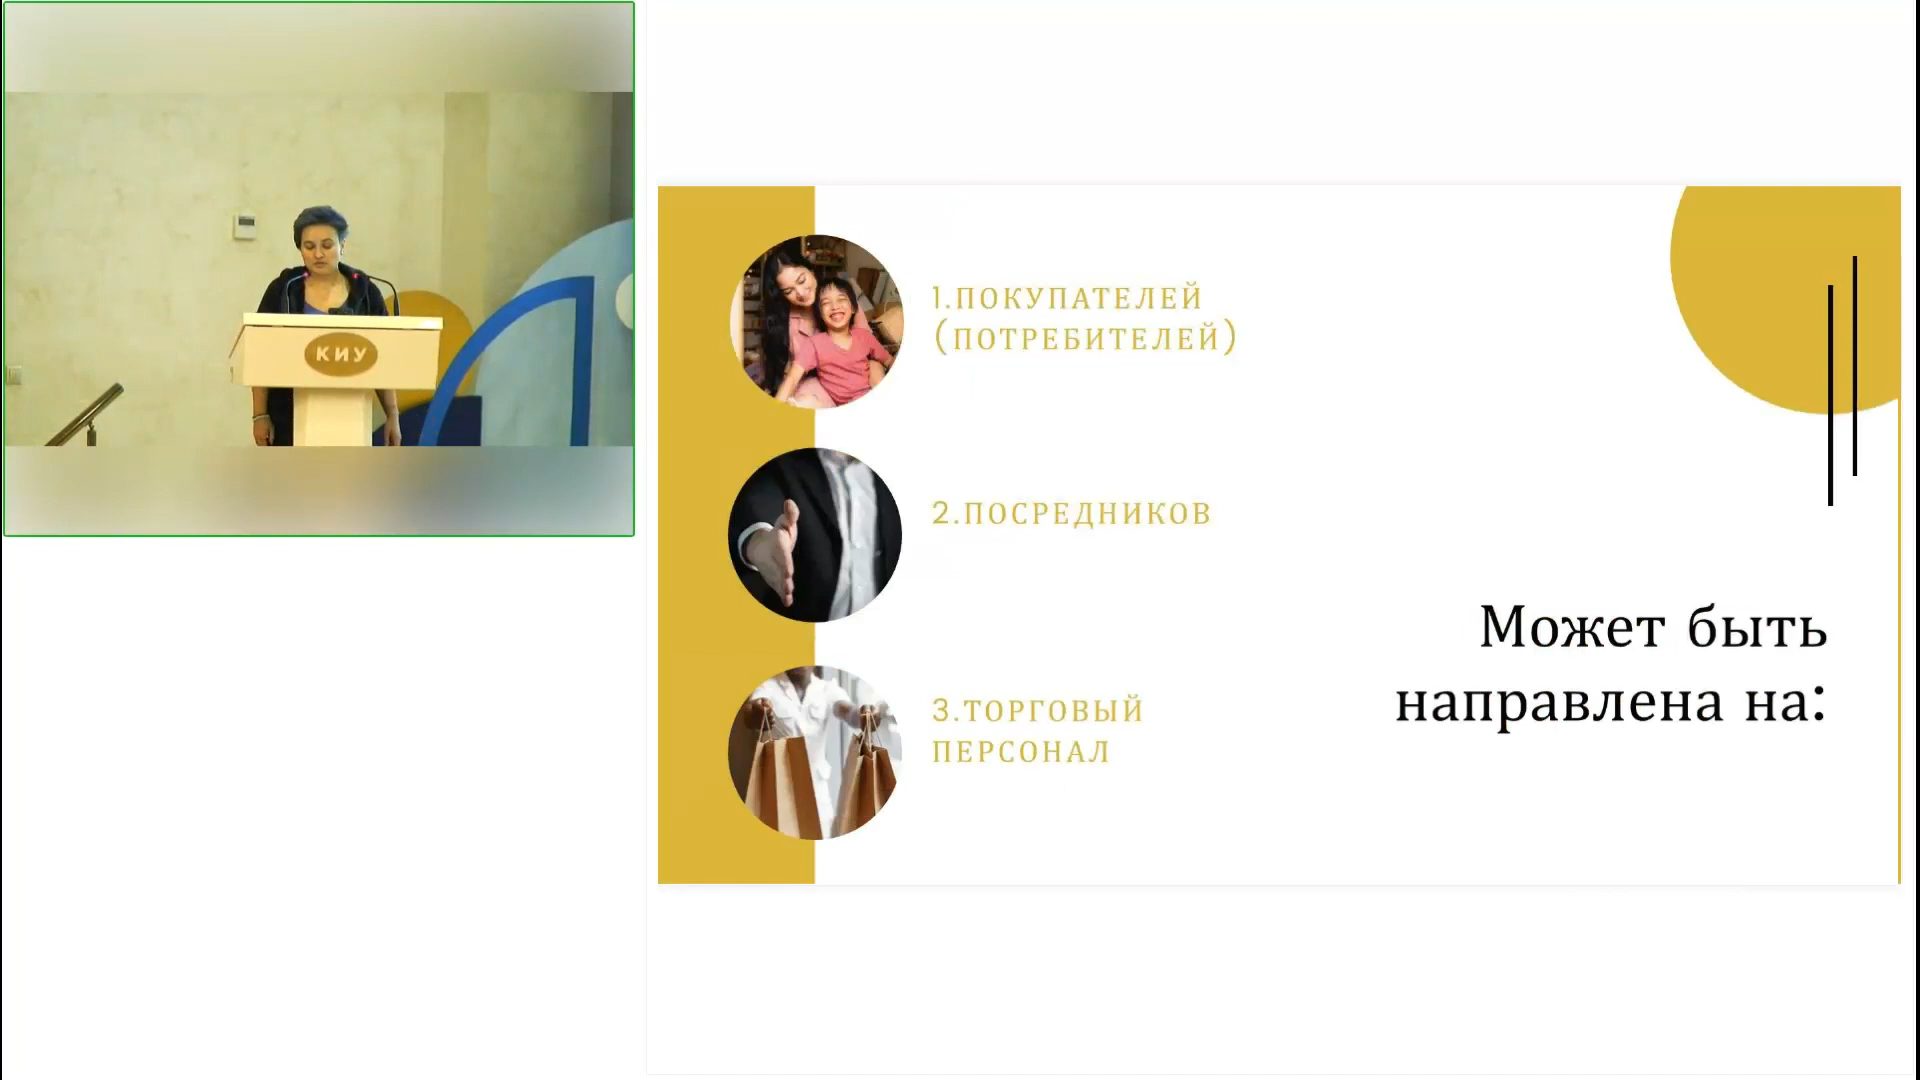 КИУ
1.ПОКУПАТЕЛЕЙ
(ПОТРЕБИТЕЛЕЙ)
2.ПОСРЕДНИКОВ
3.ТОРГОВЫЙ
ПЕРСОНАЛ
Может быть
направлена на: